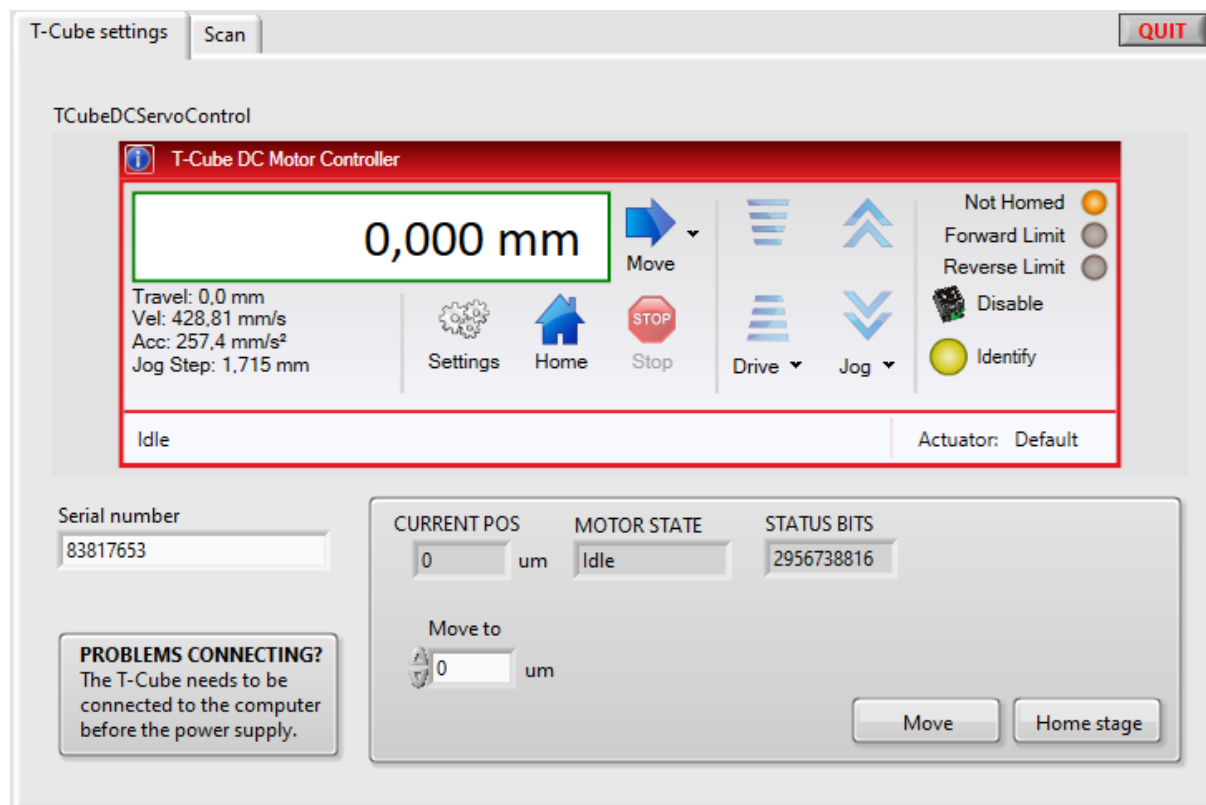 T-Cube settings
Scan
QUIT
TCubeDCServoControl
T-Cube DC Motor Controller
0,000 mm
Move
Not Homed
Forward Limit
Reverse Limit
Travel: 0,0 mm
Vel: 428,81 mm/s
Acc: 257,4 mm/s²
Jog Step: 1,715 mm
Settings
Home
STOP
Stop
Drive
Jog
Disable
Identify
Idle
Actuator: Default
Serial number
83817653
CURRENT POS
0 um
MOTOR STATE
Idle
STATUS BITS
2956738816
Move to
0 um
PROBLEMS CONNECTING?
The T-Cube needs to be
connected to the computer
before the power supply.
Move
Home stage